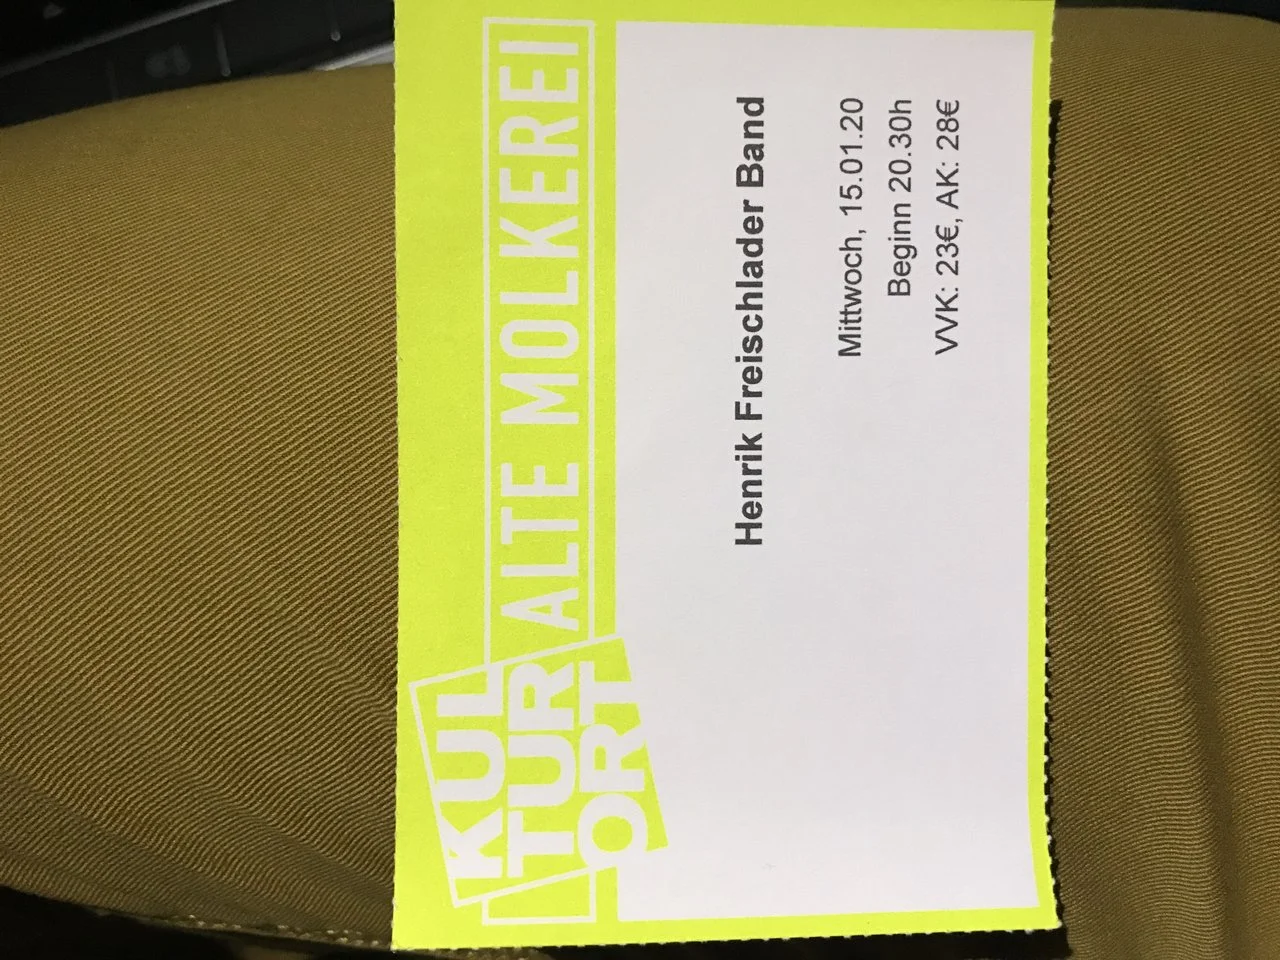 KUL
TUR
ORT
ALTE MOLKEREI
Henrik Freischlader Band
Mittwoch, 15.01.20
Beginn 20.30h
VVK: 23€, AK: 28€